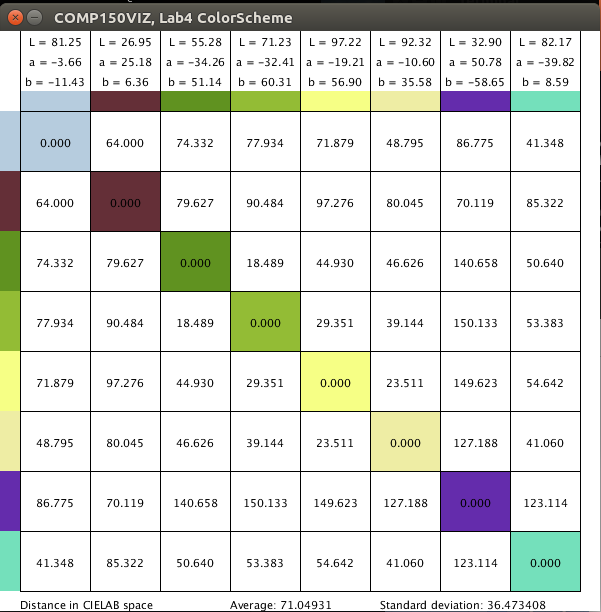 COMP150VIZ, Lab4 ColorScheme
L = 81.25 L = 26.95 L = 55.28 L = 71.23 L = 97.22 L = 92.32 L = 32.90 L = 82.17
a = -3.66 a = 25.18 a = -34.26 a = -32.41 a = -19.21 a = -10.60 a = 50.78 a = -39.82
b = -11.43 b = 6.36 b = 51.14 b = 60.31 b = 56.90 b = 35.58 b = -58.65 b = 8.59
0.000 64.000 74.332 77.934 71.879 48.795 86.775 41.348
64.000 0.000 79.627 90.484 97.276 80.045 70.119 85.322
74.332 79.627 0.000 18.489 44.930 46.626 140.658 50.640
77.934 90.484 18.489 0.000 29.351 39.144 150.133 53.383
71.879 97.276 44.930 29.351 0.000 23.511 149.623 54.642
48.795 80.045 46.626 39.144 23.511 0.000 127.188 41.060
86.775 70.119 140.658 150.133 149.623 127.188 0.000 123.114
41.348 85.322 50.640 53.383 54.642 41.060 123.114 0.000
Distance in CIELAB space Average: 71.04931 Standard deviation: 36.473408